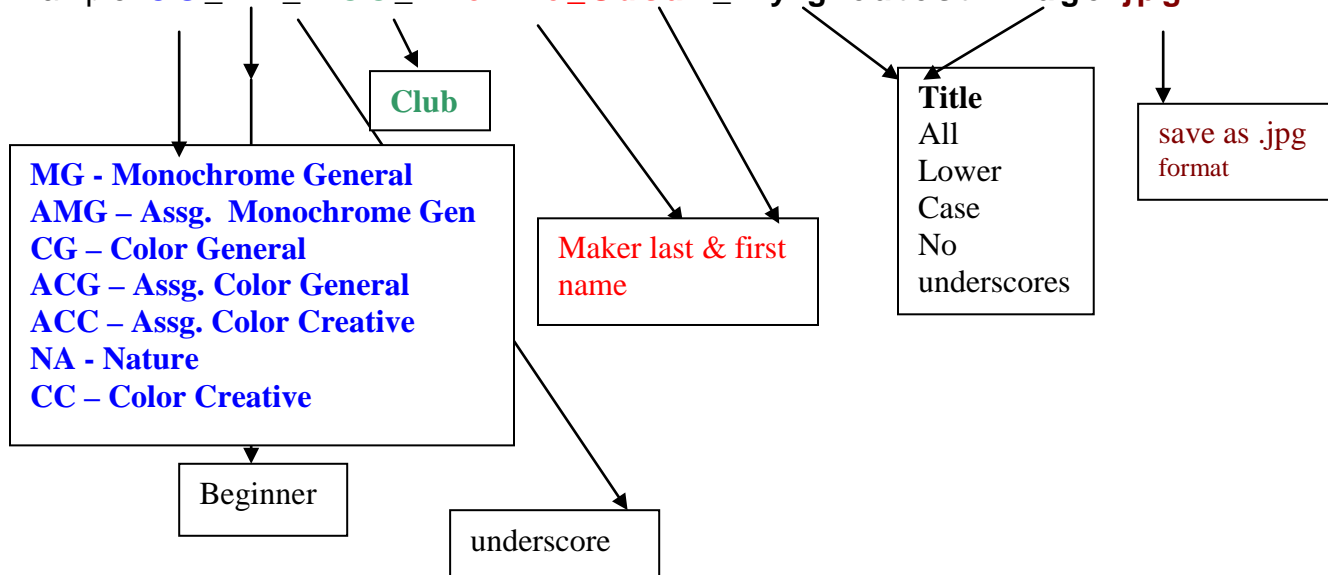 Club
Title
All
Lower
Case
No
underscores
save as .jpg
format
MG - Monochrome General
AMG – Assg. Monochrome Gen
CG – Color General
ACG – Assg. Color General
ACC – Assg. Color Creative
NA - Nature
CC – Color Creative
Maker last & first
name
Beginner
underscore